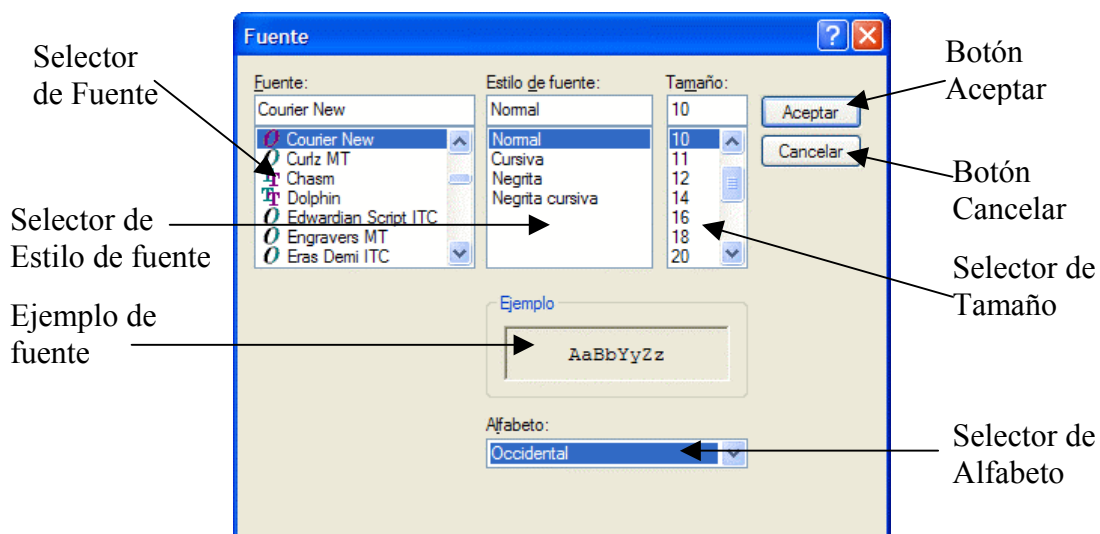 Fuente
Selector
de Fuente
Selector de
Estilo de fuente
Ejemplo de
fuente
Fuente:
Courier New
Courier New
Curlz MT
Chasm
Dolphin
Edwardian Script ITC
Engravers MT
Eras Demi ITC
Estilo de fuente:
Normal
Normal
Cursiva
Negrita
Negrita cursiva
Tamaño:
10
10
11
12
14
16
18
20
Aceptar
Cancelar
Ejemplo
AaBbYyZz
Alfabeto:
Occidental
Botón
Aceptar
Botón
Cancelar
Selector de
Tamaño
Selector de
Alfabeto